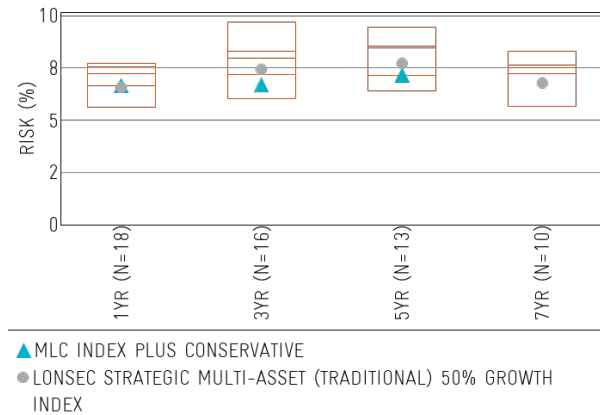 10
8
5
2
0
RISK (%)
1YR (N=18)
3YR (N=16)
5YR (N=13)
7YR (N=10)
MLC INDEX PLUS CONSERVATIVE
LONSEC STRATEGIC MULTI-ASSET (TRADITIONAL) 50% GROWTH
INDEX